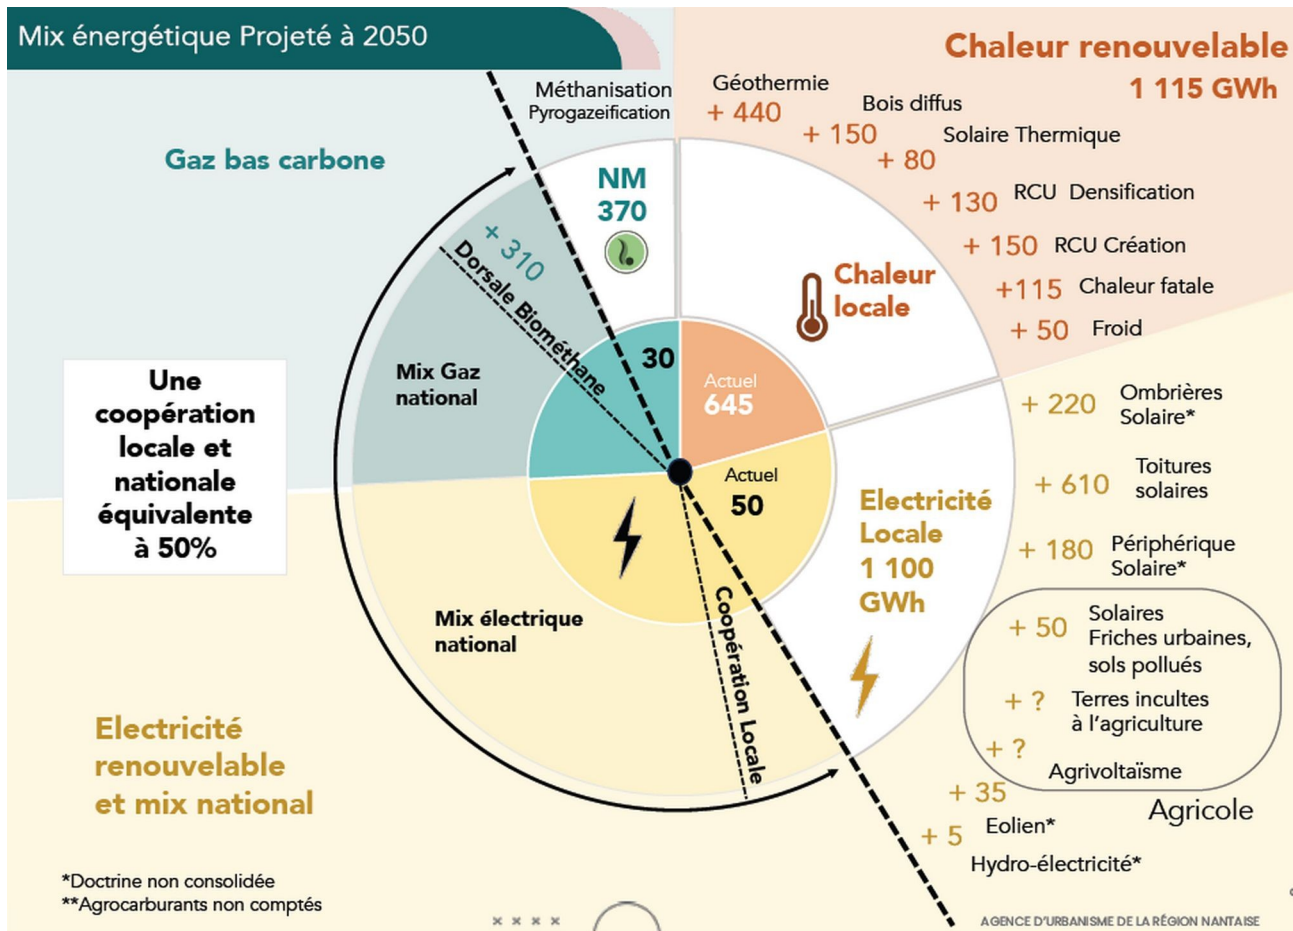 Mix énergétique Projeté à 2050
Chaleur renouvelable
1 115 GWh
Méthanisation
Pyrogazeification
Géothermie
+ 440
Bois diffus
+ 150
Solaire Thermique
+ 80
RCU Densification
+ 130
RCU Création
+ 150
Chaleur fatale
+115
Froid
+ 50
Gaz bas carbone
NM
370
+ 310
Dorsale Biométhane
Chaleur
locale
30
Actuel
645
Mix Gaz
national
Une
coopération
locale et
nationale
équivalente
à 50%
Actuel
50
Electricité
Locale
1 100
GWh
Ombrières
Solaire*
+ 220
Toitures
solaires
+ 610
Périphérique
Solaire*
+ 180
Solaires
Friches urbaines,
sols pollués
+ 50
Terres incultes
à l'agriculture
+ ?
+ ?
Agrivoltaïsme
Agricole
+ 35
Eolien*
+ 5
Hydro-électricité*
Mix électrique
national
Coopération Locale
Electricité
renouvelable
et mix national
*Doctrine non consolidée
**Agrocarburants non comptés
AGENCE D'URBANISME DE LA RÉGION NANTAISE